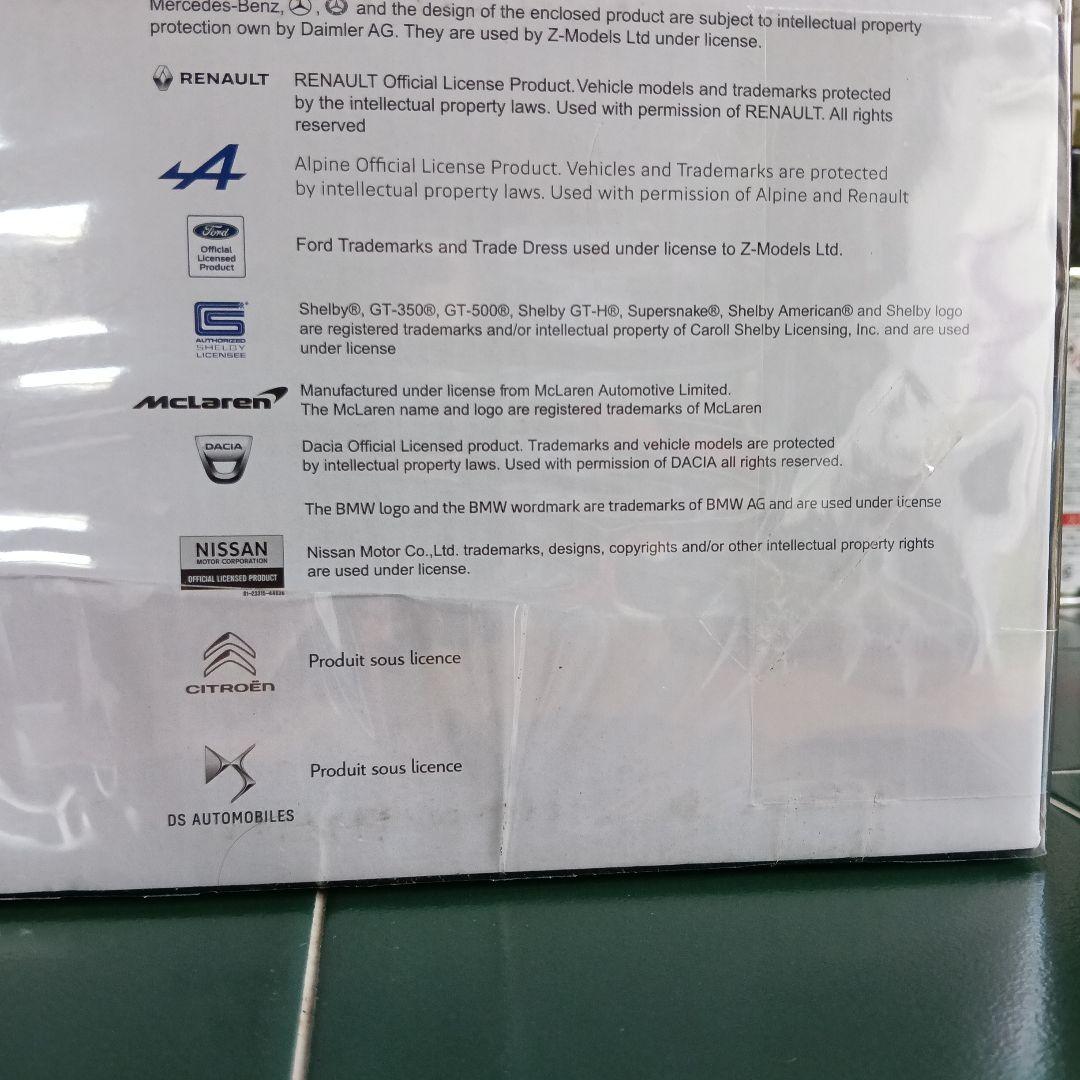 Mercedes-Benz, , and the design of the enclosed product are subject to intellectual property
protection own by Daimler AG. They are used by Z-Models Ltd under license.
RENAULT
RENAULT Official License Product. Vehicle models and trademarks protected
by the intellectual property laws. Used with permission of RENAULT. All rights
reserved
Alpine Official License Product. Vehicles and Trademarks are protected
by intellectual property laws. Used with permission of Alpine and Renault
Ford
Official
Licensed
Product
Ford Trademarks and Trade Dress used under license to Z-Models Ltd.
AUTHORIZED
SHELBY
LICENSEE
Shelby®, GT-350®, GT-500®, Shelby GT-H®, Supersnake®, Shelby American® and Shelby logo
are registered trademarks and/or intellectual property of Caroll Shelby Licensing, Inc. and are used
under license
McLaren
Manufactured under license from McLaren Automotive Limited.
The McLaren name and logo are registered trademarks of McLaren
DACIA
Dacia Official Licensed product. Trademarks and vehicle models are protected
by intellectual property laws. Used with permission of DACIA all rights reserved.
The BMW logo and the BMW wordmark are trademarks of BMW AG and are used under license
NISSAN
MOTOR CORPORATION
OFFICIAL LICENSED PRODUCT
Nissan Motor Co.,Ltd. trademarks, designs, copyrights and/or other intellectual property rights
are used under license.
CITROËN
Produit sous licence
Produit sous licence
DS AUTOMOBILES